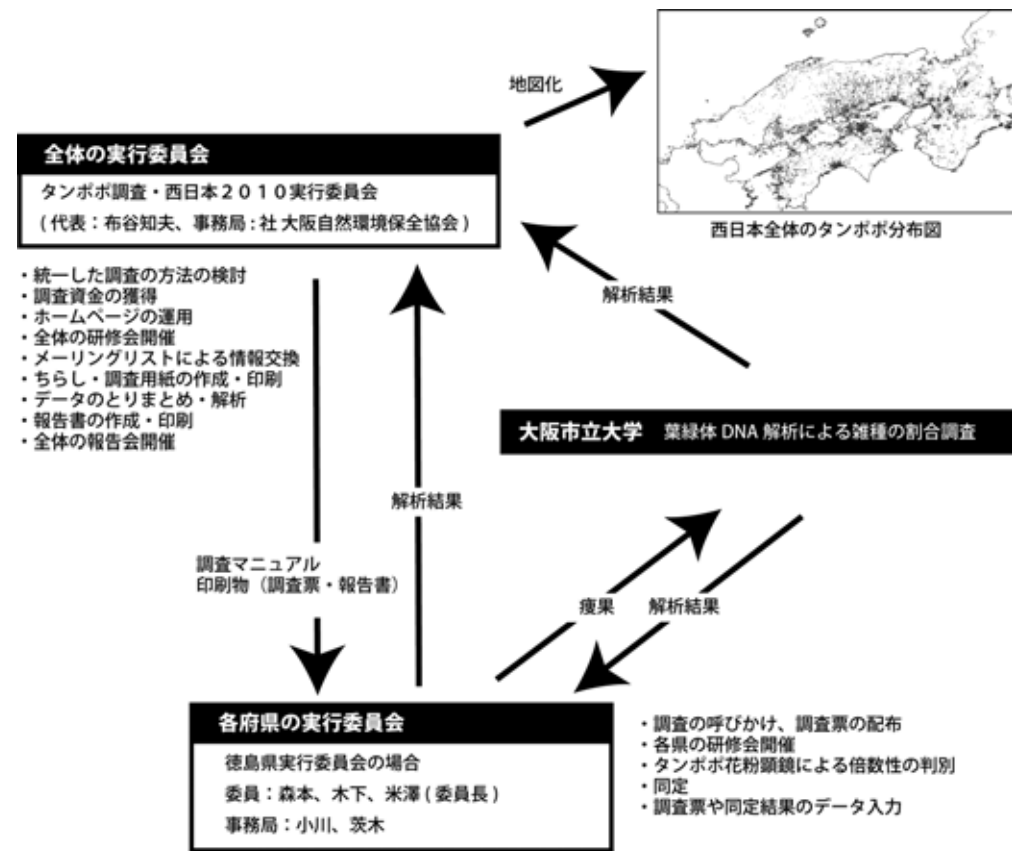 地図化
西日本全体のタンポポ分布図
全体の実行委員会
タンポポ調査・西日本２０１０実行委員会
( 代表：布谷知夫、事務局 : 社 大阪自然環境保全協会 )
・統一した調査の方法の検討
・調査資金の獲得
・ホームページの運用
・全体の研修会開催
・メーリングリストによる情報交換
・ちらし・調査用紙の作成・印刷
・データのとりまとめ・解析
・報告書の作成・印刷
・全体の報告会開催
解析結果
大阪市立大学 葉緑体 DNA 解析による雑種の割合調査
解析結果
調査マニュアル
印刷物（調査票・報告書）
痩果
解析結果
各府県の実行委員会
徳島県実行委員会の場合
委員：森本、木下、米澤 ( 委員長 )
事務局：小川、茨木
・調査の呼びかけ、調査票の配布
・各県の研修会開催
・タンポポ花粉顕鏡による倍数性の判別
・同定
・調査票や同定結果のデータ入力